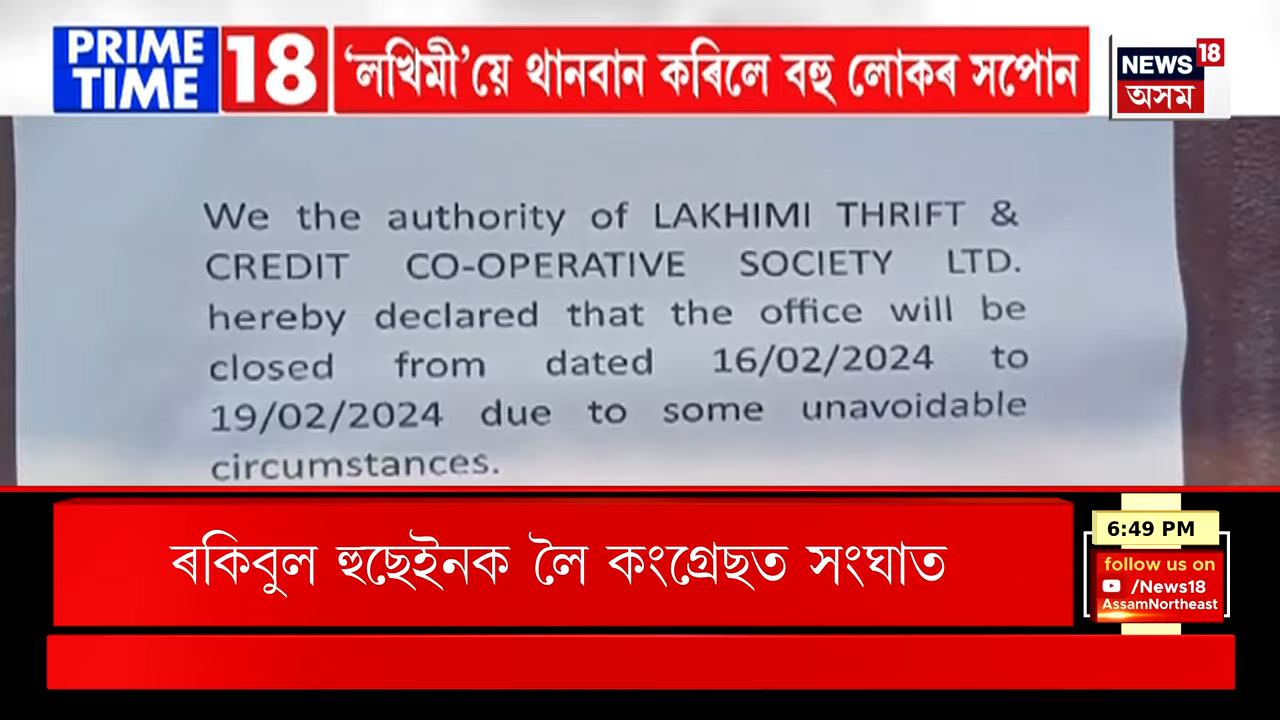 PRIME
TIME
18
‘লখিমী’য়ে থানবান কৰিলে বহু লোকৰ সপোন
NEWS 18
অসম
We the authority of LAKHIMI THRIFT &
CREDIT CO-OPERATIVE SOCIETY LTD.
hereby declared that the office will be
closed from dated 16/02/2024 to
19/02/2024 due to some unavoidable
circumstances.
ৰকিবুল হুছেইনক লৈ কংগ্ৰেছত সংঘাত
6:49 PM
follow us on
/News18
AssamNortheast